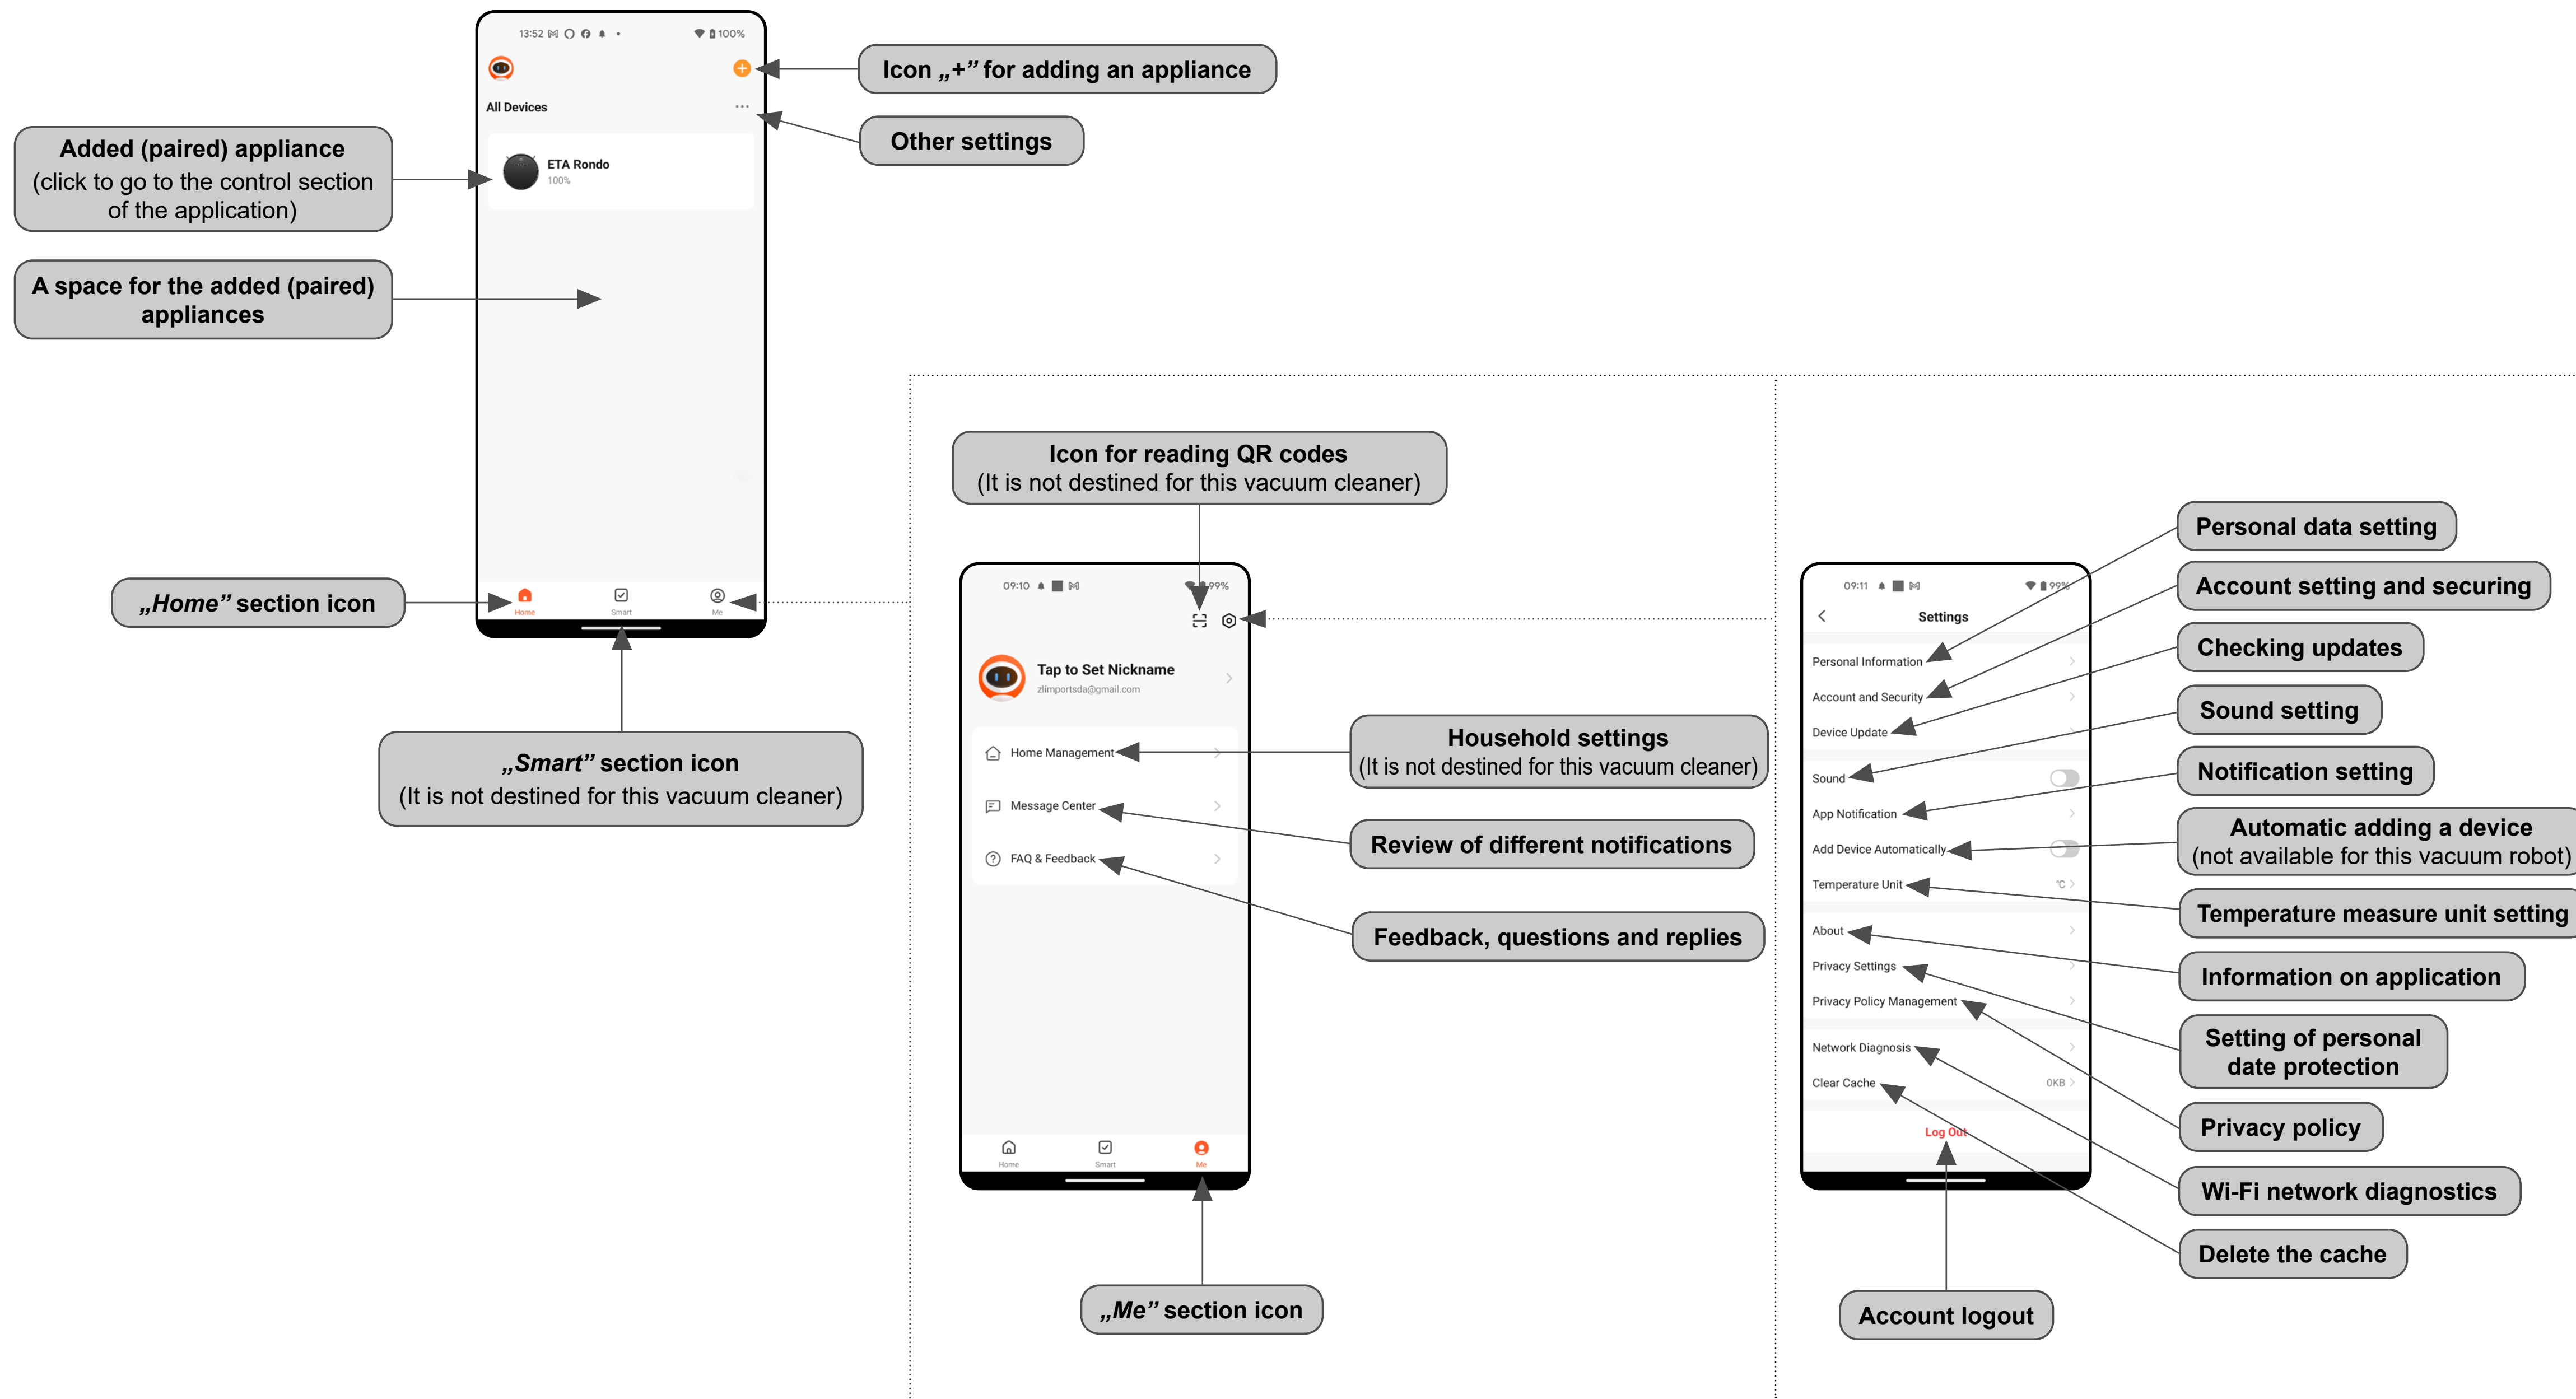 13:52
100%
Icon „+” for adding an appliance
All Devices
Other settings
Added (paired) appliance
(click to go to the control section
of the application)
ETA Rondo
100%
A space for the added (paired)
appliances
„Home” section icon
Home
Smart
Me
„Smart” section icon
(It is not destined for this vacuum cleaner)
Icon for reading QR codes
(It is not destined for this vacuum cleaner)
09:10
99%
Tap to Set Nickname
zlimportsda@gmail.com
Home Management
Household settings
(It is not destined for this vacuum cleaner)
Message Center
Review of different notifications
FAQ & Feedback
Feedback, questions and replies
Home
Smart
Me
„Me” section icon
09:11
99%
Settings
Personal data setting
Account setting and securing
Checking updates
Sound setting
Notification setting
Automatic adding a device
(not available for this vacuum robot)
Temperature measure unit setting
Information on application
Setting of personal
date protection
Privacy policy
Wi-Fi network diagnostics
Delete the cache
Personal Information
Account and Security
Device Update
Sound
App Notification
Add Device Automatically
Temperature Unit
°C
About
Privacy Settings
Privacy Policy Management
Network Diagnosis
Clear Cache
0KB
Log Out
Account logout